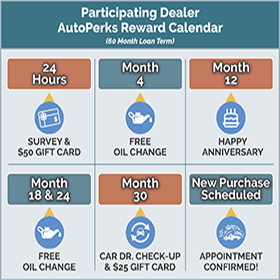 Participating Dealer
AutoPerks Reward Calendar
(60 Month Loan Term)
24
Hours
SURVEY &
$50 GIFT CARD
Month
4
FREE
OIL CHANGE
Month
12
HAPPY
ANNIVERSARY
Month
18 & 24
FREE
OIL CHANGE
Month
30
CAR DR. CHECK-UP
& $25 GIFT CARD
New Purchase
Scheduled
APPOINTMENT
CONFIRMED!